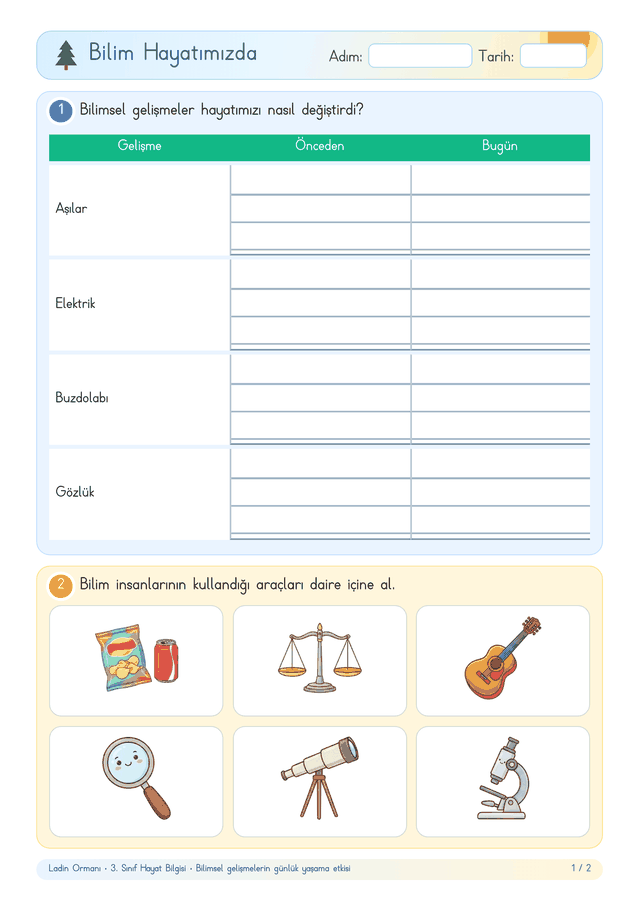 Bilim Hayatımızda
Adım:
Tarih:
1 Bilimsel gelişmeler hayatımızı nasıl değiştirdi?
Gelişme Önceden Bugün
Aşılar
Elektrik
Buzdolabı
Gözlük
2 Bilim insanlarının kullandığı araçları daire içine al.
Ladin Ormanı • 3. Sınıf Hayat Bilgisi • Bilimsel gelişmelerin günlük yaşama etkisi
1 / 2